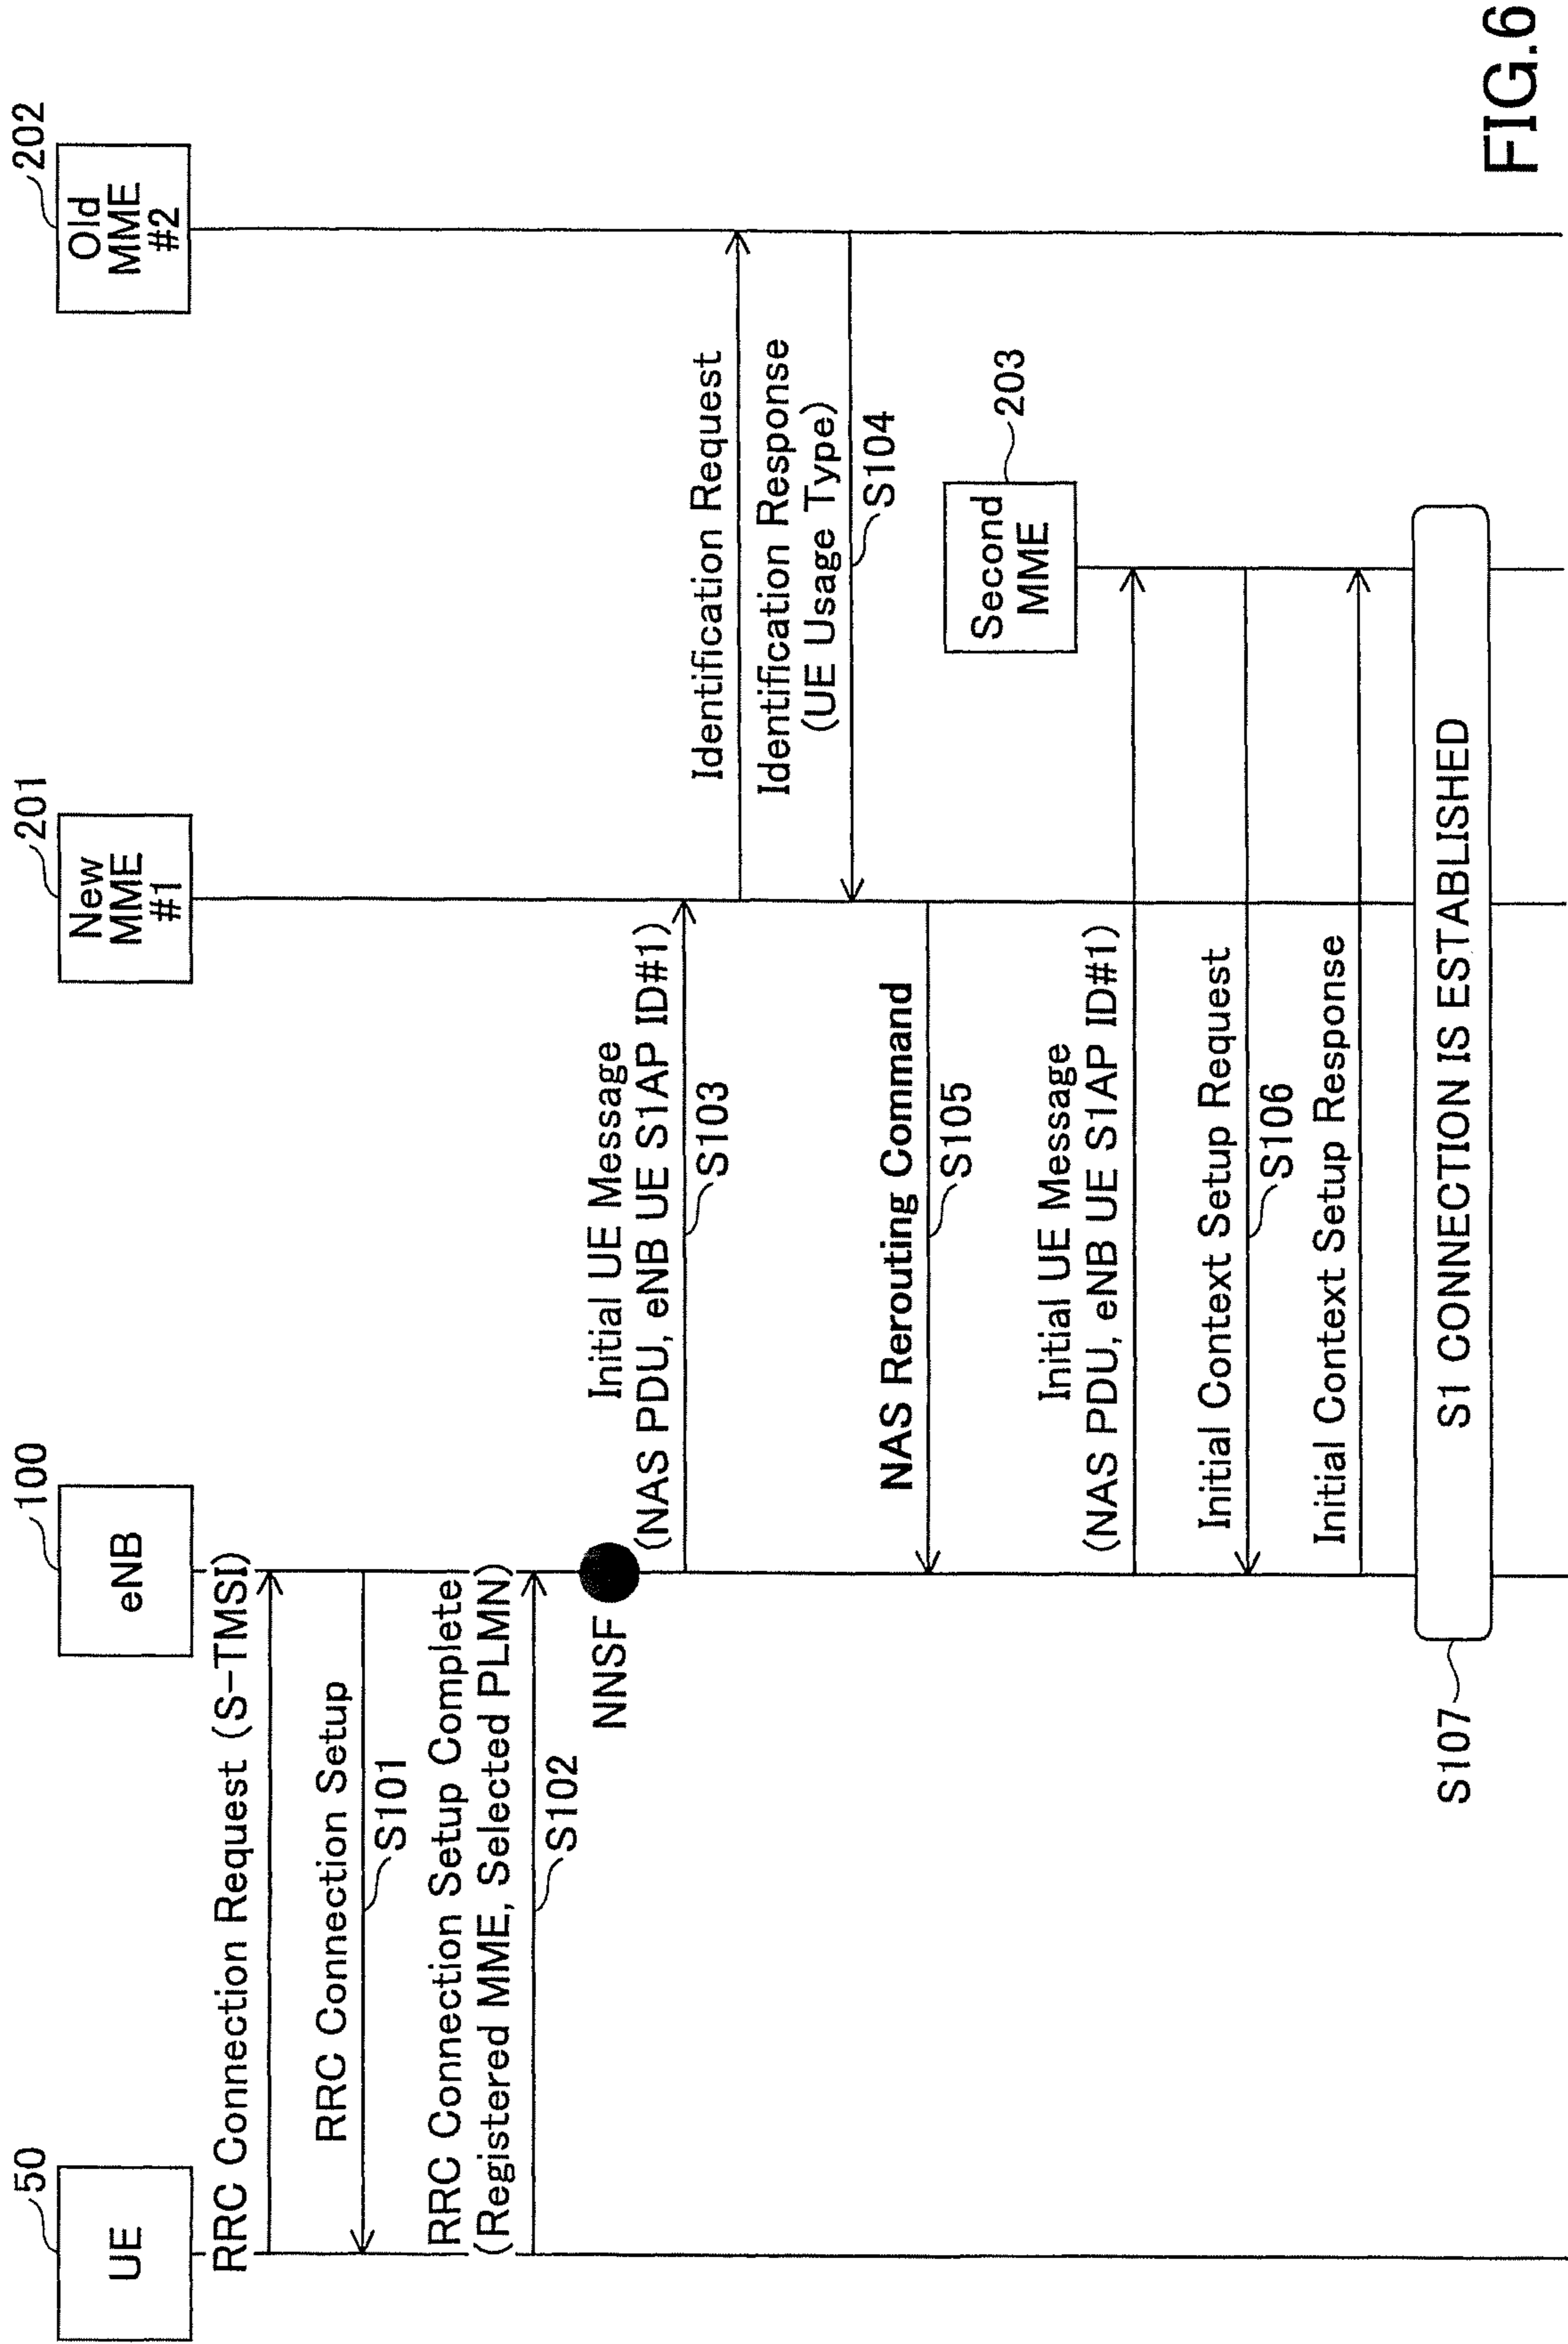 50
UE
100
eNB
201
New
MME
#1
202
Old
MME
#2
RRC Connection Request (S-TMSI)
RRC Connection Setup
S101
RRC Connection Setup Complete
(Registered MME, Selected PLMN)
S102
NNSF
Initial UE Message
(NAS PDU, eNB UE S1AP ID#1)
S103
Identification Request
Identification Response
(UE Usage Type)
S104
NAS Rerouting Command
S105
203
Second
MME
Initial UE Message
(NAS PDU, eNB UE S1AP ID#1)
Initial Context Setup Request
S106
Initial Context Setup Response
S107
S1 CONNECTION IS ESTABLISHED
FIG.6